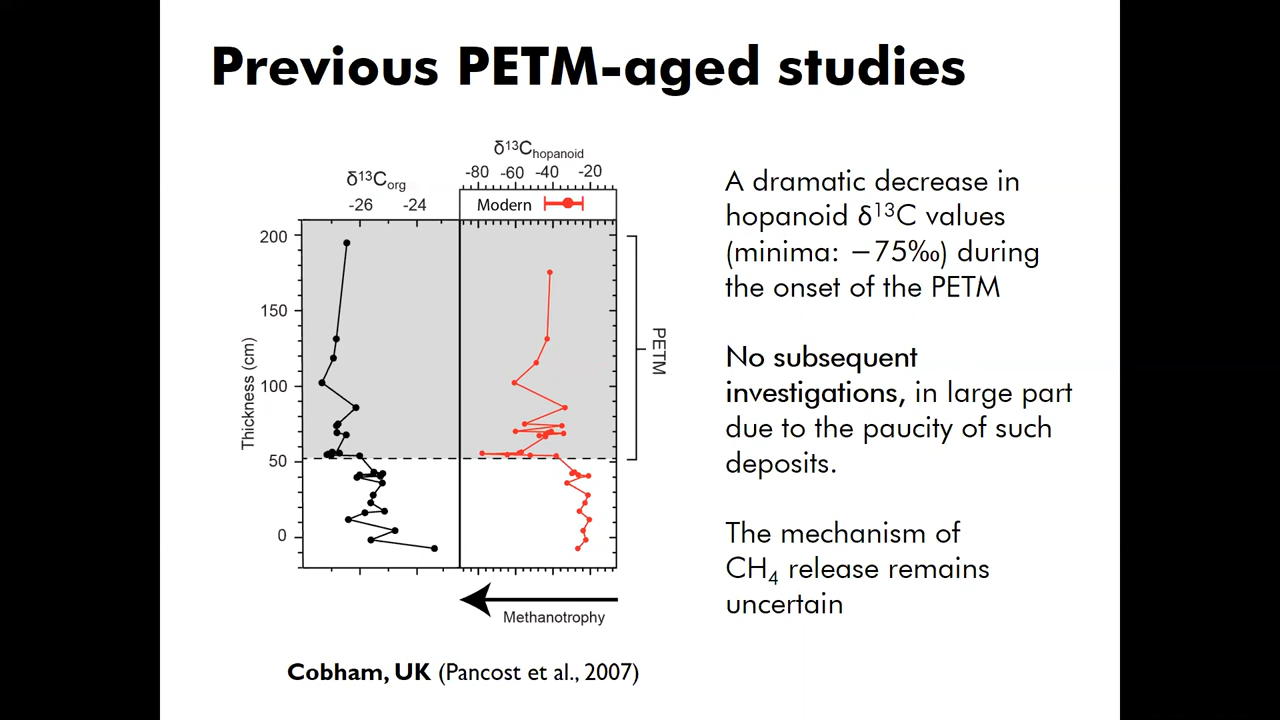 Previous PETM-aged studies
δ¹³Corg
-26 -24
δ¹³Chopanoid
-80 -60 -40 -20
Modern
200
150
100
50
0
Thickness (cm)
PETM
Methanotrophy
Cobham, UK (Pancost et al., 2007)
A dramatic decrease in
hopanoid δ¹³C values
(minima: −75‰) during
the onset of the PETM
No subsequent
investigations, in large part
due to the paucity of such
deposits.
The mechanism of
CH₄ release remains
uncertain